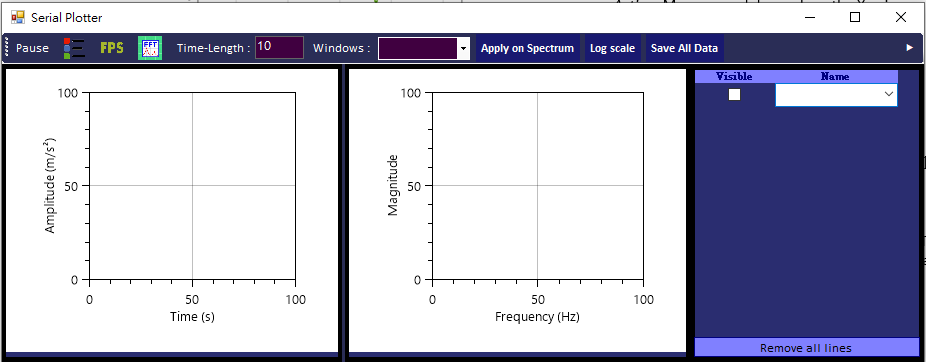 Serial Plotter
Pause FPS FFT Time-Length : 10 Windows : Apply on Spectrum Log scale Save All Data
100
50
0
Amplitude (m/s²)
0 50 100
Time (s)
100
50
0
Magnitude
0 50 100
Frequency (Hz)
Visible Name
Remove all lines